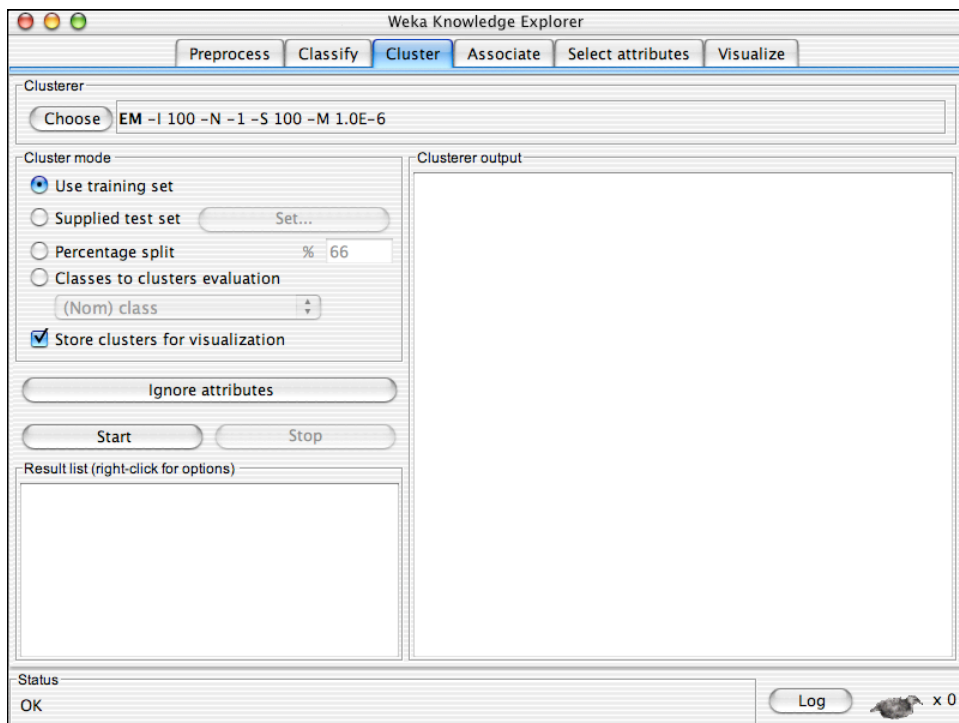 Weka Knowledge Explorer
Preprocess Classify Cluster Associate Select attributes Visualize
Clusterer
Choose EM -I 100 -N -1 -S 100 -M 1.0E-6
Cluster mode
Use training set
Supplied test set Set...
Percentage split % 66
Classes to clusters evaluation
(Nom) class
Store clusters for visualization
Ignore attributes
Start Stop
Result list (right-click for options)
Clusterer output
Status
OK
Log x 0